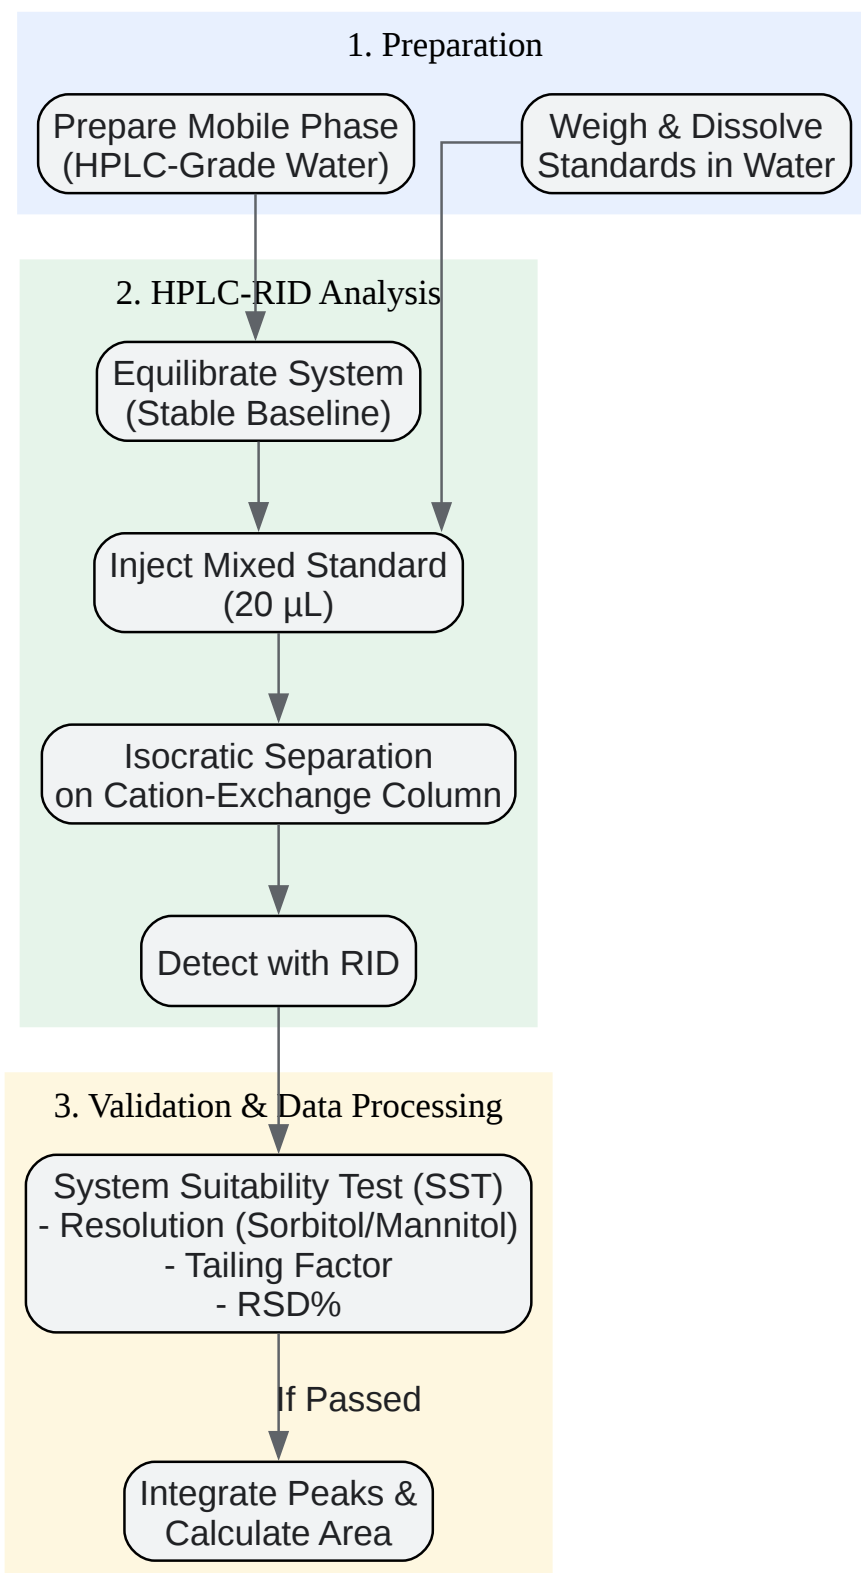 1. Preparation
Prepare Mobile Phase
(HPLC-Grade Water)
Weigh & Dissolve
Standards in Water
2. HPLC-RID Analysis
Equilibrate System
(Stable Baseline)
Inject Mixed Standard
(20 µL)
Isocratic Separation
on Cation-Exchange Column
Detect with RID
3. Validation & Data Processing
System Suitability Test (SST)
- Resolution (Sorbitol/Mannitol)
- Tailing Factor
- RSD%
If Passed
Integrate Peaks &
Calculate Area